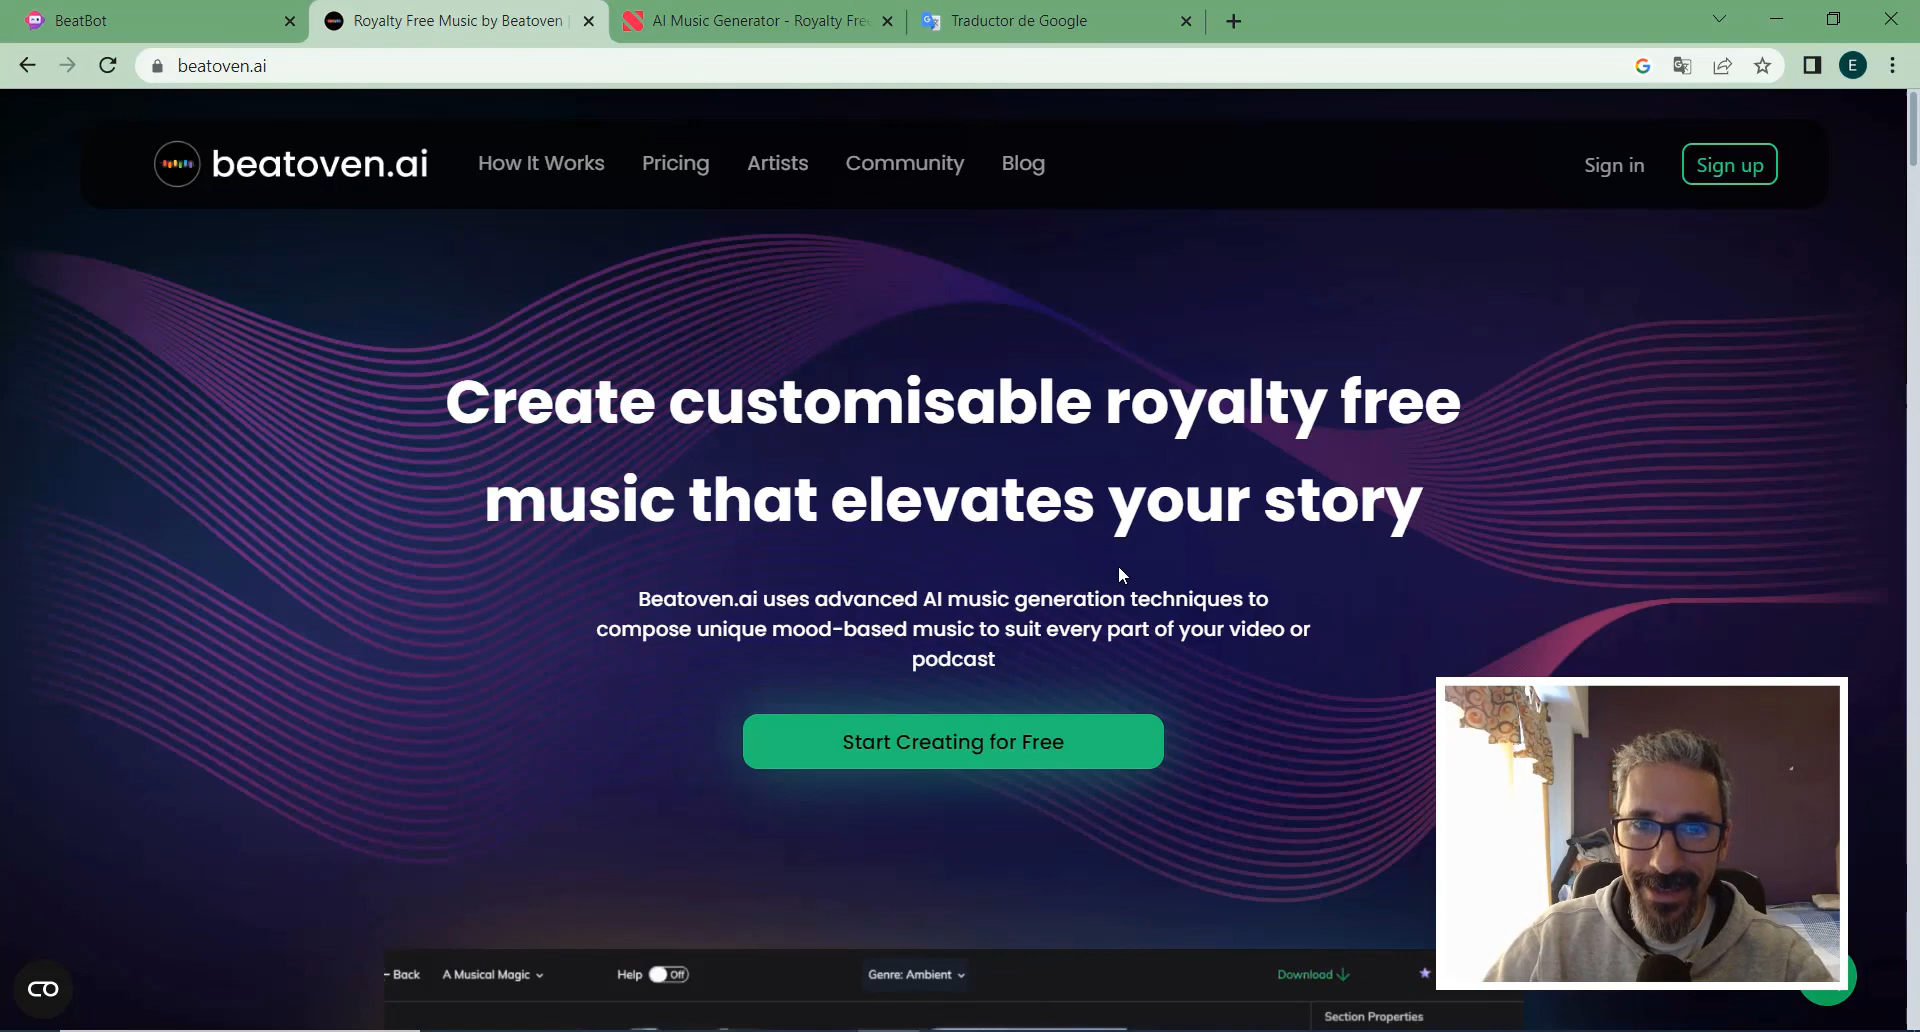 BeatBot
Royalty Free Music by Beatoven
AI Music Generator - Royalty Free
Traductor de Google
beatoven.ai
E
beatoven.ai
How It Works
Pricing
Artists
Community
Blog
Sign in
Sign up
Create customisable royalty free
music that elevates your story
Beatoven.ai uses advanced AI music generation techniques to
compose unique mood-based music to suit every part of your video or
podcast
Start Creating for Free
Back
A Musical Magic
Help
Off
Genre: Ambient
Download
Section Properties